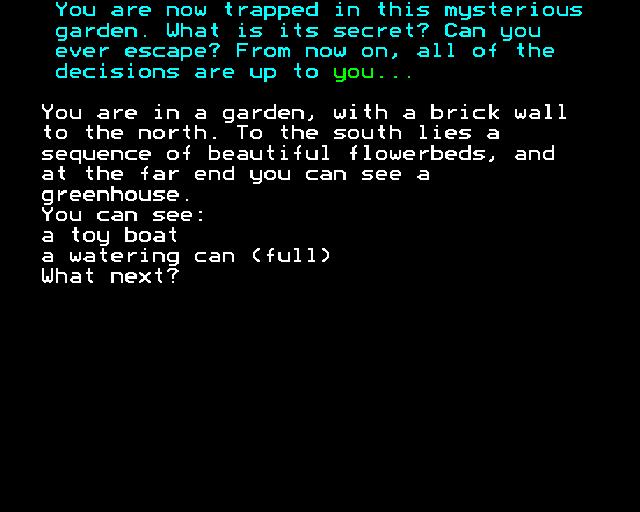 You are now trapped in this mysterious
garden. What is its secret? Can you
ever escape? From now on, all of the
decisions are up to you...
You are in a garden, with a brick wall
to the north. To the south lies a
sequence of beautiful flowerbeds, and
at the far end you can see a
greenhouse.
You can see:
a toy boat
a watering can (full)
What next?